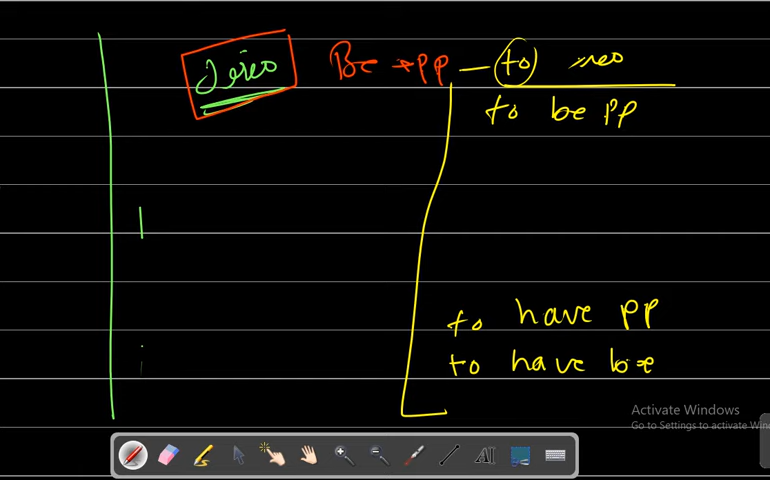 Be + pp — to
to be pp
to have pp
to have be
Activate Windows
Go to Settings to activate Win
AI